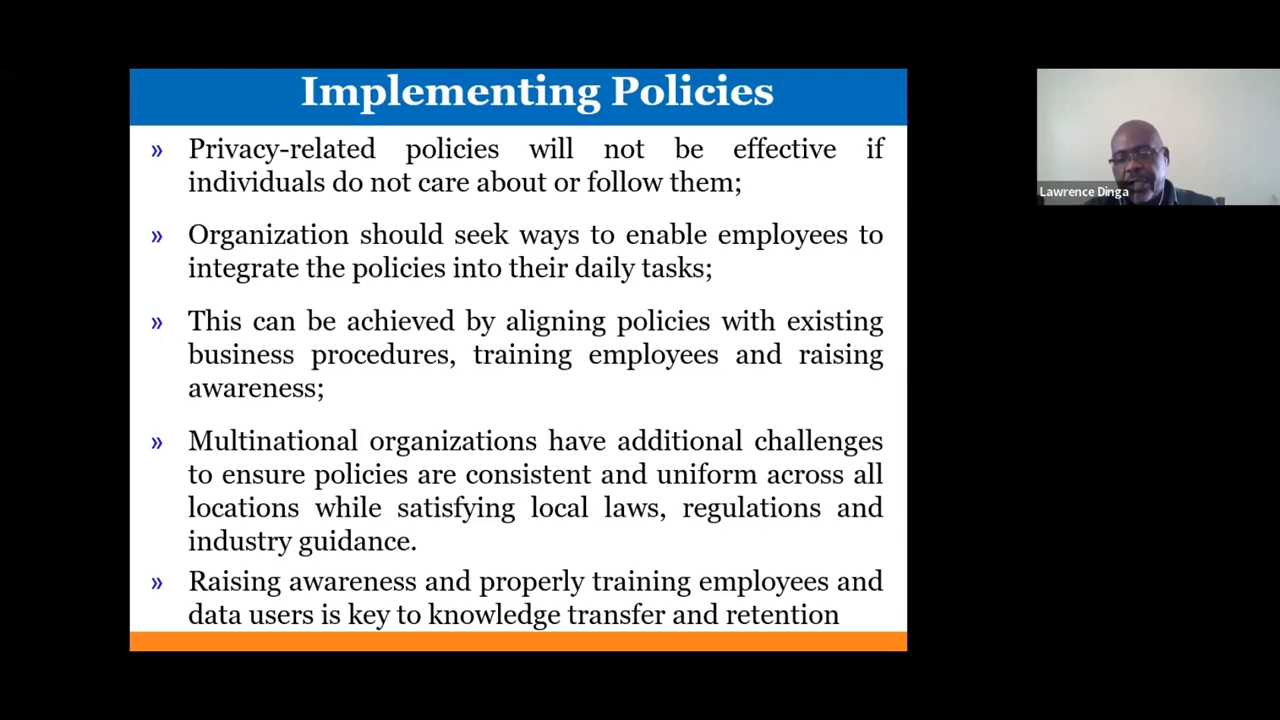 Implementing Policies
» Privacy-related policies will not be effective if
individuals do not care about or follow them;
» Organization should seek ways to enable employees to
integrate the policies into their daily tasks;
» This can be achieved by aligning policies with existing
business procedures, training employees and raising
awareness;
» Multinational organizations have additional challenges
to ensure policies are consistent and uniform across all
locations while satisfying local laws, regulations and
industry guidance.
» Raising awareness and properly training employees and
data users is key to knowledge transfer and retention
Lawrence Dinga